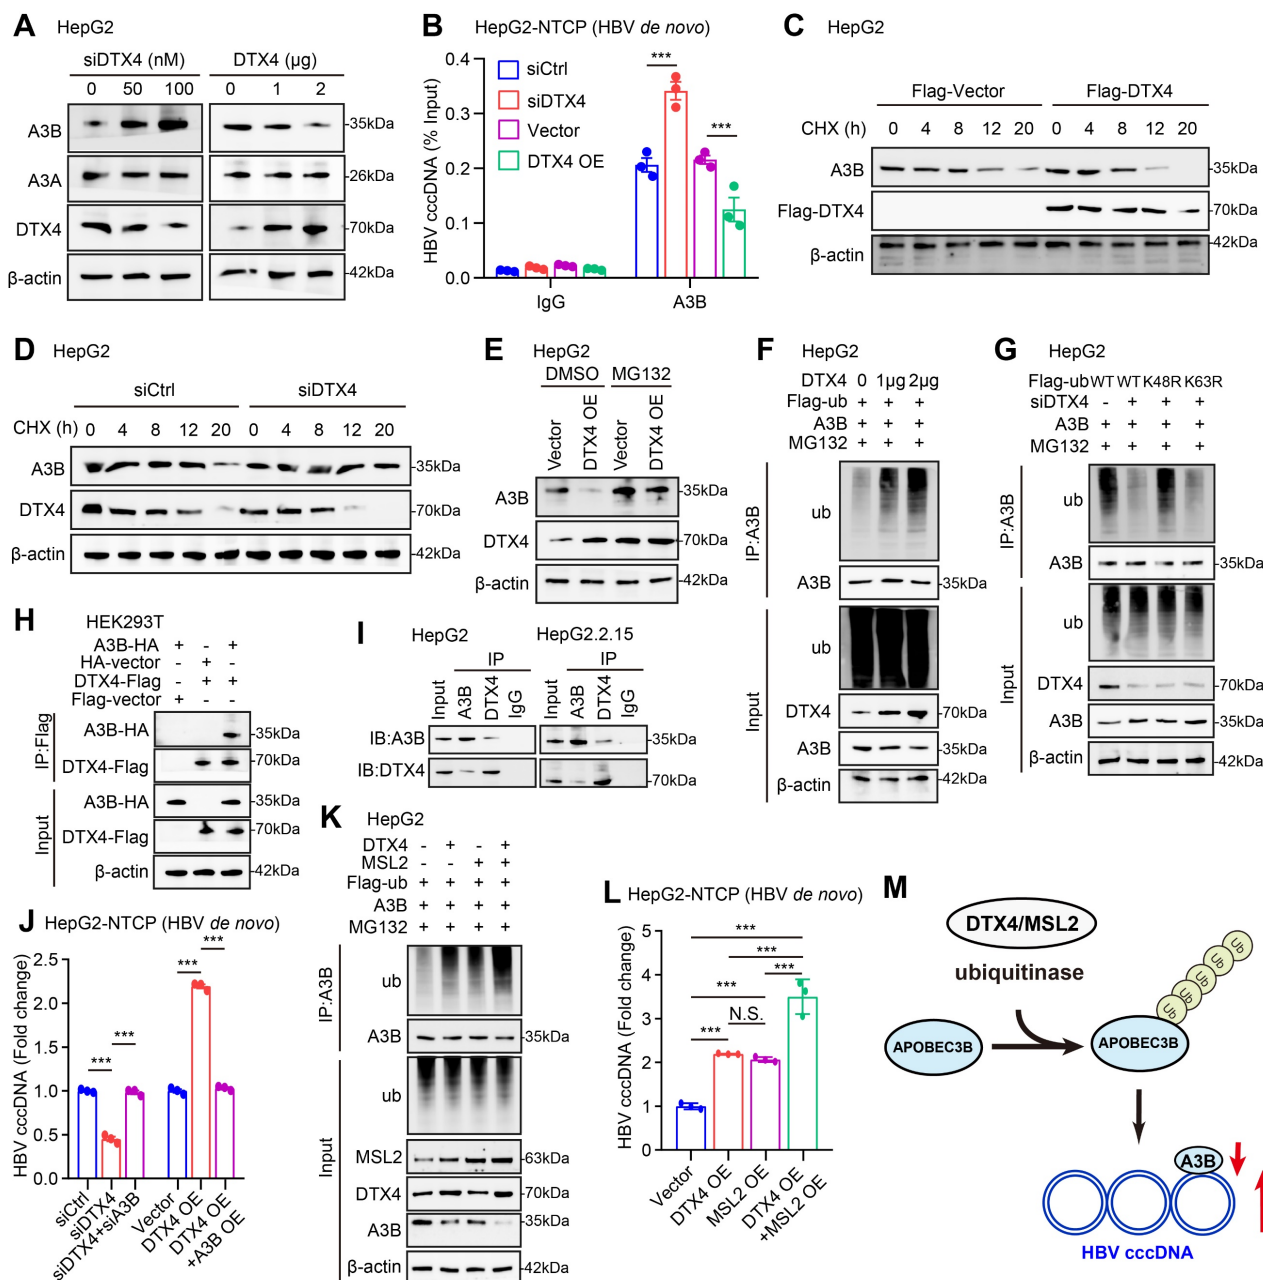 A HepG2
siDTX4 (nM) DTX4 (μg)
0 50 100 0 1 2
A3B -35kDa
A3A -26kDa
DTX4 -70kDa
β-actin -42kDa
B HepG2-NTCP (HBV de novo)
HBV cccDNA (% Input)
0.4
0.3
0.2
0.1
0.0
siCtrl
siDTX4
Vector
DTX4 OE
*** ***
IgG A3B
C HepG2
Flag-Vector Flag-DTX4
CHX (h) 0 4 8 12 20 0 4 8 12 20
A3B -35kDa
Flag-DTX4 -70kDa
β-actin -42kDa
D HepG2
siCtrl siDTX4
CHX (h) 0 4 8 12 20 0 4 8 12 20
A3B -35kDa
DTX4 -70kDa
β-actin -42kDa
E HepG2
DMSO MG132
Vector DTX4 OE Vector DTX4 OE
A3B -35kDa
DTX4 -70kDa
β-actin -42kDa
F HepG2
DTX4 0 1μg 2μg
Flag-ub + + +
A3B + + +
MG132 + + +
IP:A3B
ub
A3B -35kDa
Input
ub
DTX4 -70kDa
A3B -35kDa
β-actin -42kDa
G HepG2
Flag-ub WT WT K48R K63R
siDTX4 - + + +
A3B + + + +
MG132 + + + +
IP:A3B
ub
A3B -35kDa
Input
ub
DTX4 -70kDa
A3B -35kDa
β-actin -42kDa
H HEK293T
A3B-HA + - +
HA-vector - + -
DTX4-Flag - + +
Flag-vector + - -
IP:Flag
A3B-HA -35kDa
DTX4-Flag -70kDa
Input
A3B-HA -35kDa
DTX4-Flag -70kDa
β-actin -42kDa
I HepG2 HepG2.2.15
IP IP
Input A3B DTX4 IgG Input A3B DTX4 IgG
IB:A3B -35kDa
IB:DTX4 -70kDa
J HepG2-NTCP (HBV de novo)
HBV cccDNA (Fold change)
2.5
2.0
1.5
1.0
0.5
0.0
*** *** *** ***
siCtrl
siDTX4
siDTX4+siA3B
Vector
DTX4 OE
DTX4 OE
+A3B OE
K HepG2
DTX4 - + - +
MSL2 - - + +
Flag-ub + + + +
A3B + + + +
MG132 + + + +
IP:A3B
ub
A3B -35kDa
Input
ub
MSL2 -63kDa
DTX4 -70kDa
A3B -35kDa
β-actin -42kDa
L HepG2-NTCP (HBV de novo)
HBV cccDNA (Fold change)
5
4
3
2
1
0
***
***
***
***
N.S.
***
Vector
DTX4 OE
MSL2 OE
DTX4 OE
+MSL2 OE
M
DTX4/MSL2
ubiquitinase
Ub
Ub
Ub
Ub
Ub
APOBEC3B APOBEC3B
A3B
HBV cccDNA